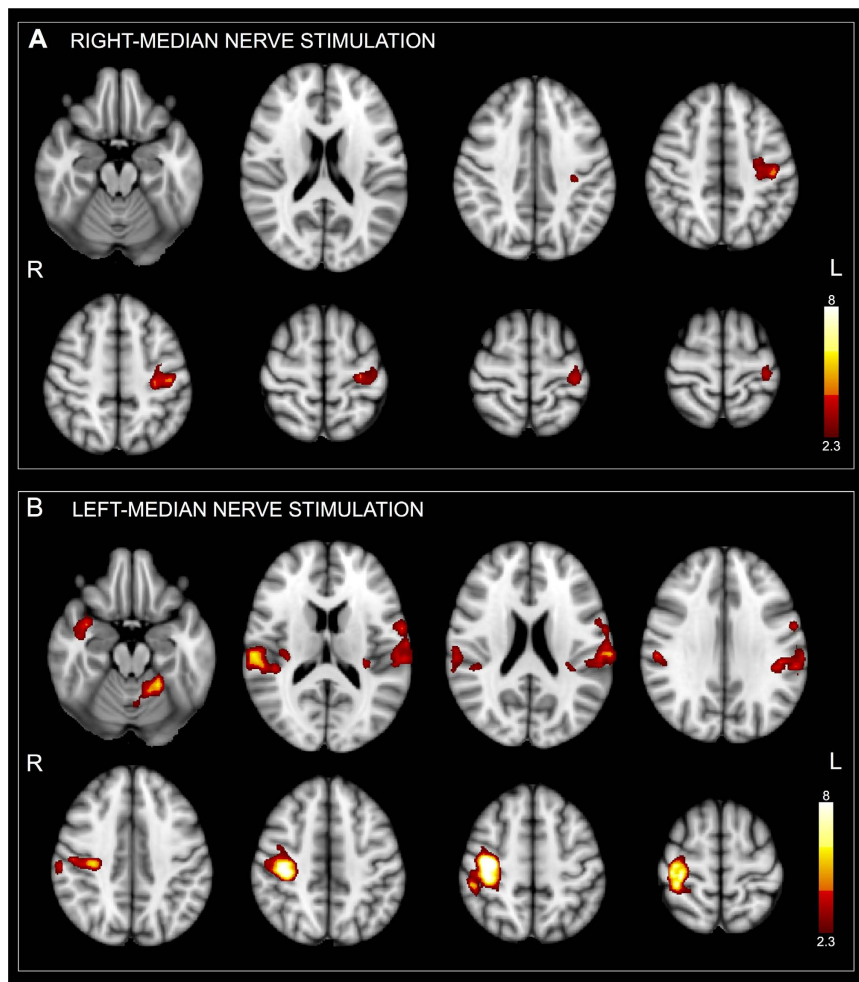 A RIGHT-MEDIAN NERVE STIMULATION
R L
8
2.3
B LEFT-MEDIAN NERVE STIMULATION
R L
8
2.3